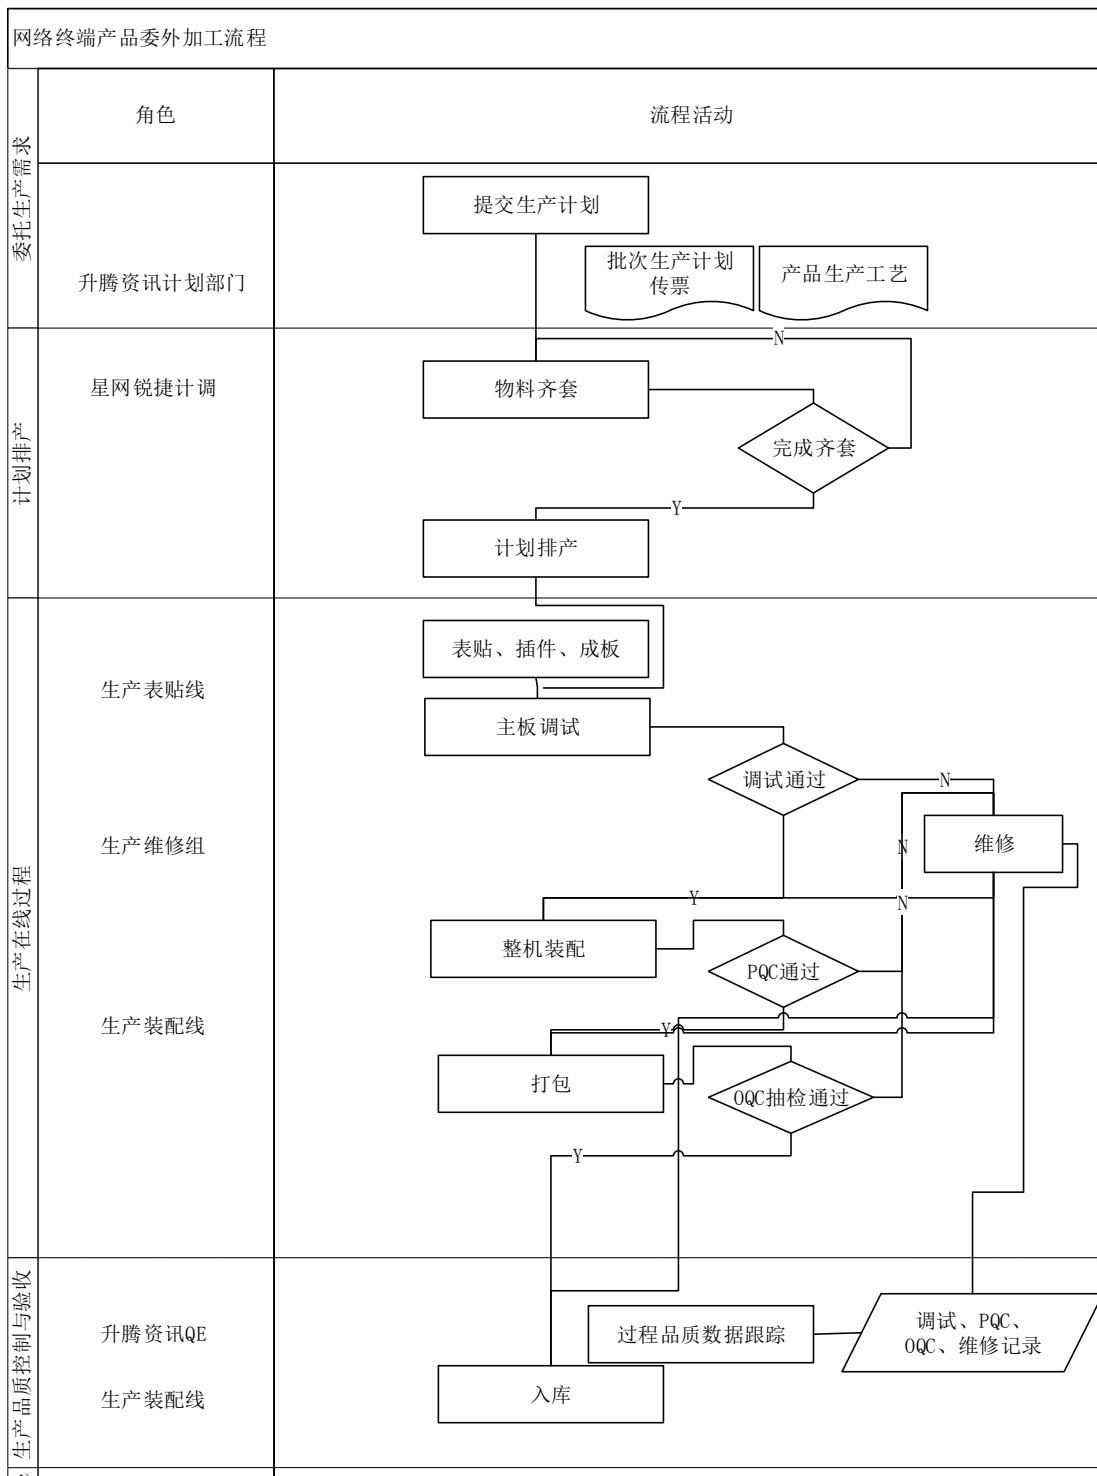 网络终端产品委外加工流程
角色
流程活动
委托生产需求
提交生产计划
批次生产计划
传票
产品生产工艺
升腾资讯计划部门
N
星网锐捷计调
物料齐套
完成齐套
计划排产
Y
计划排产
表贴、插件、成板
生产表贴线
主板调试
调试通过
N
生产维修组
N
维修
生产在线过程
Y
N
整机装配
PQC通过
生产装配线
Y
打包
OQC抽检通过
Y
生产品质控制与验收
升腾资讯QE
过程品质数据跟踪
调试、PQC、
OQC、维修记录
生产装配线
入库